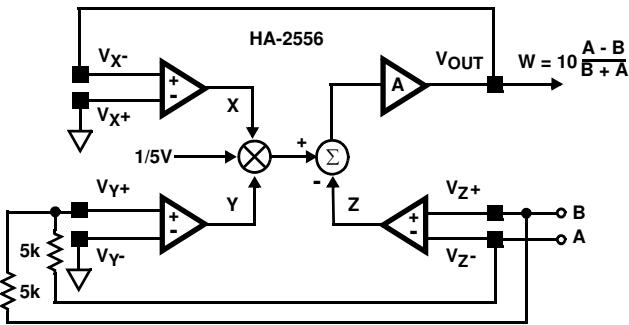 HA-2556
VX-
VX+
+
-
X
1/5V
VY+
VY-
+
-
Y
5k
5k
+
-
Σ
Z
A
VOUT
W = 10 A - B / B + A
VZ+
VZ-
+
-
B
A